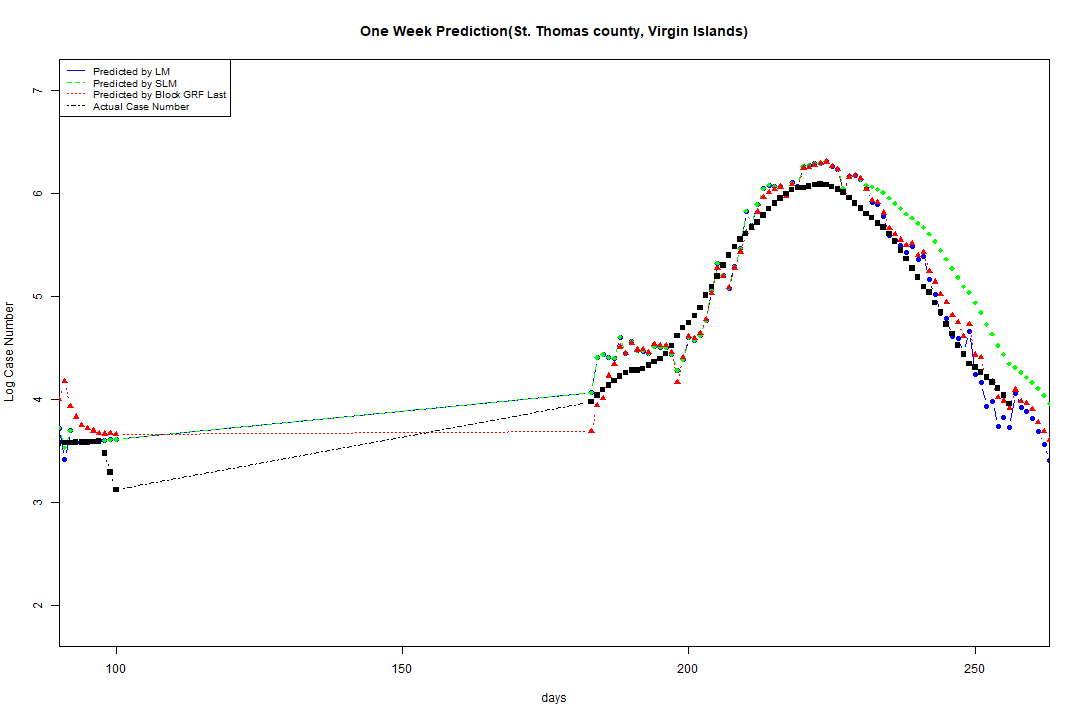 One Week Prediction(St. Thomas county, Virgin Islands)
Predicted by LM
Predicted by SLM
Predicted by Block GRF Last
Actual Case Number
7
6
5
4
3
2
Log Case Number
100
150
200
250
days